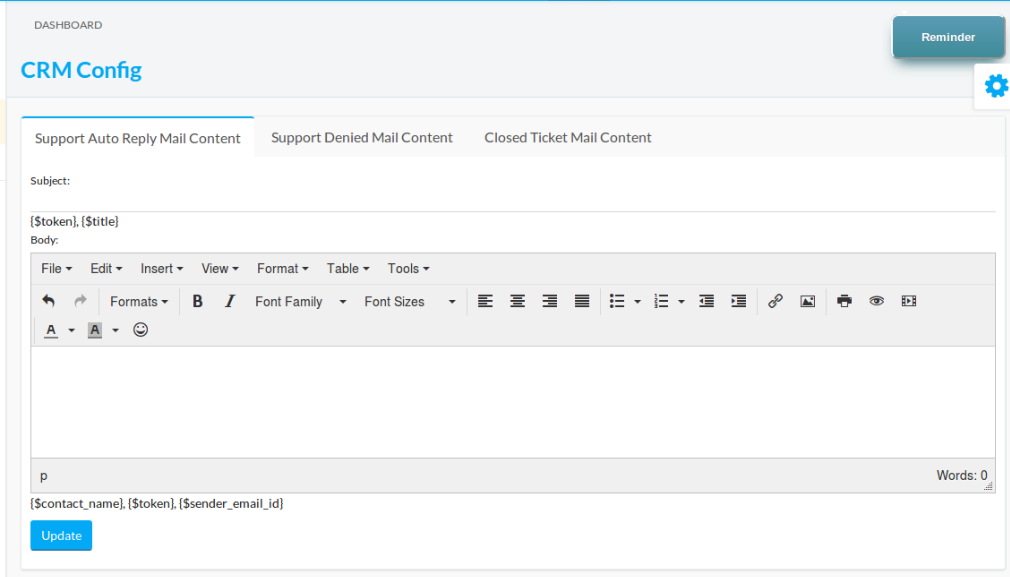 DASHBOARD
Reminder
CRM Config
Support Auto Reply Mail Content Support Denied Mail Content Closed Ticket Mail Content
Subject:
{$token}, {$title}
Body:
File Edit Insert View Format Table Tools
Formats B I Font Family Font Sizes
A A
p Words: 0
{$contact_name}, {$token}, {$sender_email_id}
Update